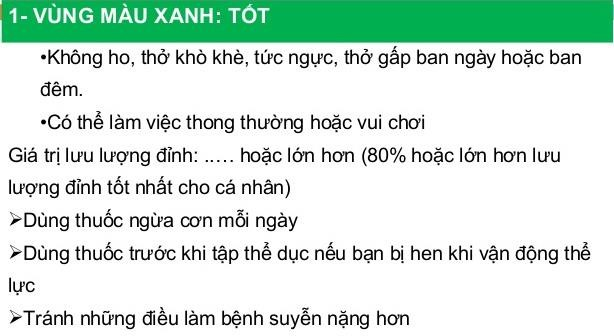 1- VÙNG MÀU XANH: TỐT
•Không ho, thở khò khè, tức ngực, thở gấp ban ngày hoặc ban
đêm.
•Có thể làm việc thong thường hoặc vui chơi
Giá trị lưu lượng đỉnh: ..… hoặc lớn hơn (80% hoặc lớn hơn lưu
lượng đỉnh tốt nhất cho cá nhân)
➢Dùng thuốc ngừa cơn mỗi ngày
➢Dùng thuốc trước khi tập thể dục nếu bạn bị hen khi vận động thể
lực
➢Tránh những điều làm bệnh suyễn nặng hơn